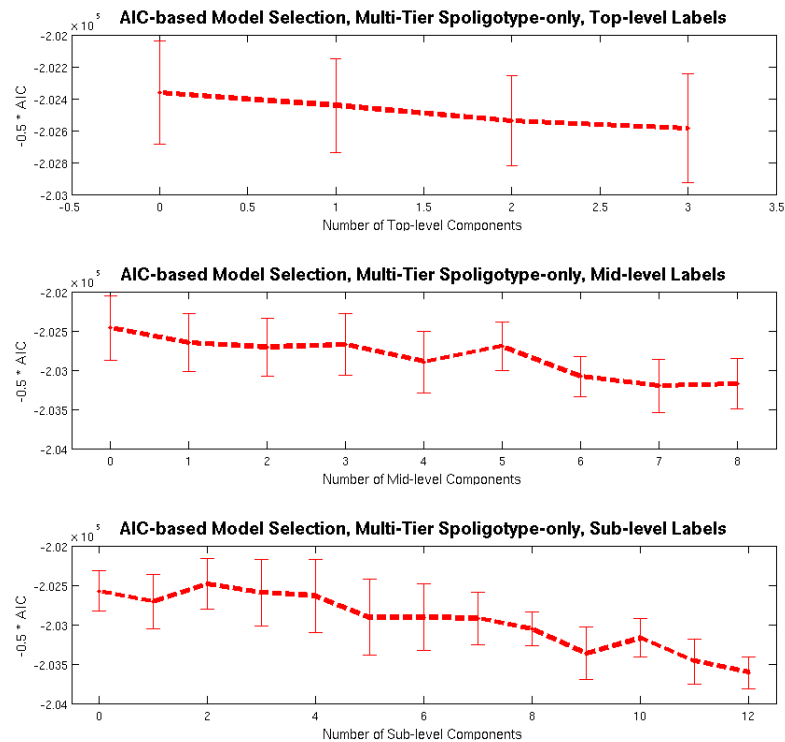 AIC-based Model Selection, Multi-Tier Spoligotype-only, Top-level Labels
× 10 5
-2.02
-2.022
-2.024
-2.026
-2.028
-2.03
-0.5 * AIC
-0.5 0 0.5 1 1.5 2 2.5 3 3.5
Number of Top-level Components
AIC-based Model Selection, Multi-Tier Spoligotype-only, Mid-level Labels
× 10 5
-2.02
-2.025
-2.03
-2.035
-2.04
-0.5 * AIC
0 1 2 3 4 5 6 7 8
Number of Mid-level Components
AIC-based Model Selection, Multi-Tier Spoligotype-only, Sub-level Labels
× 10 5
-2.02
-2.025
-2.03
-2.035
-2.04
-0.5 * AIC
0 2 4 6 8 10 12
Number of Sub-level Components